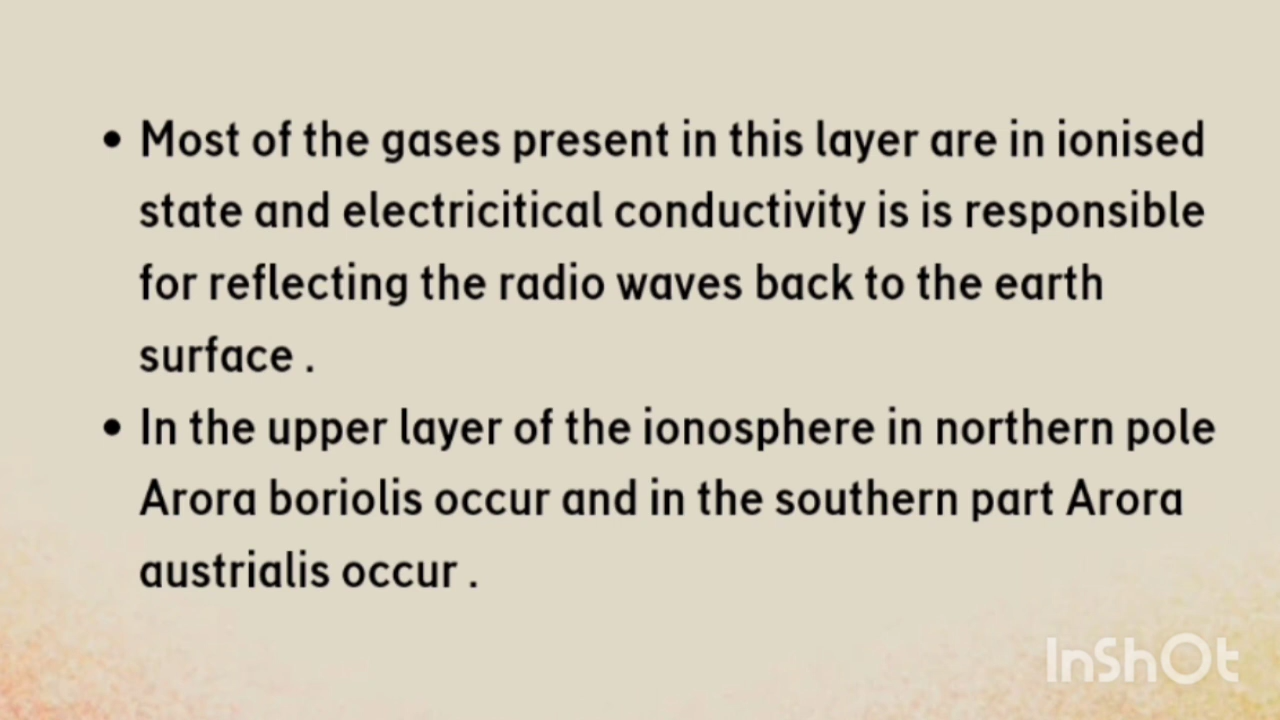 • Most of the gases present in this layer are in ionised
state and electricitical conductivity is is responsible
for reflecting the radio waves back to the earth
surface .
• In the upper layer of the ionosphere in northern pole
Arora boriolis occur and in the southern part Arora
austrialis occur .
InShOt